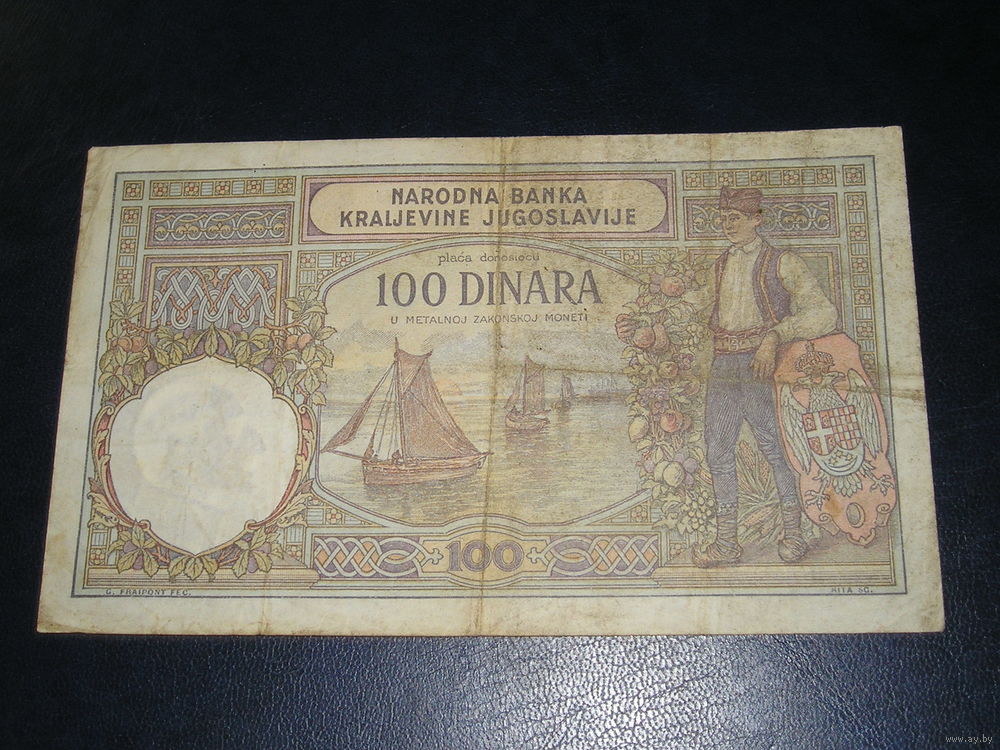 NARODNA BANKA
KRALJEVINE JUGOSLAVIJE
plaća donosiocu
100 DINARA
U METALNOJ ZAKONSKOJ MONETI
100
G. FRAIPONT FEC.
RITA SC.
www.ay.by